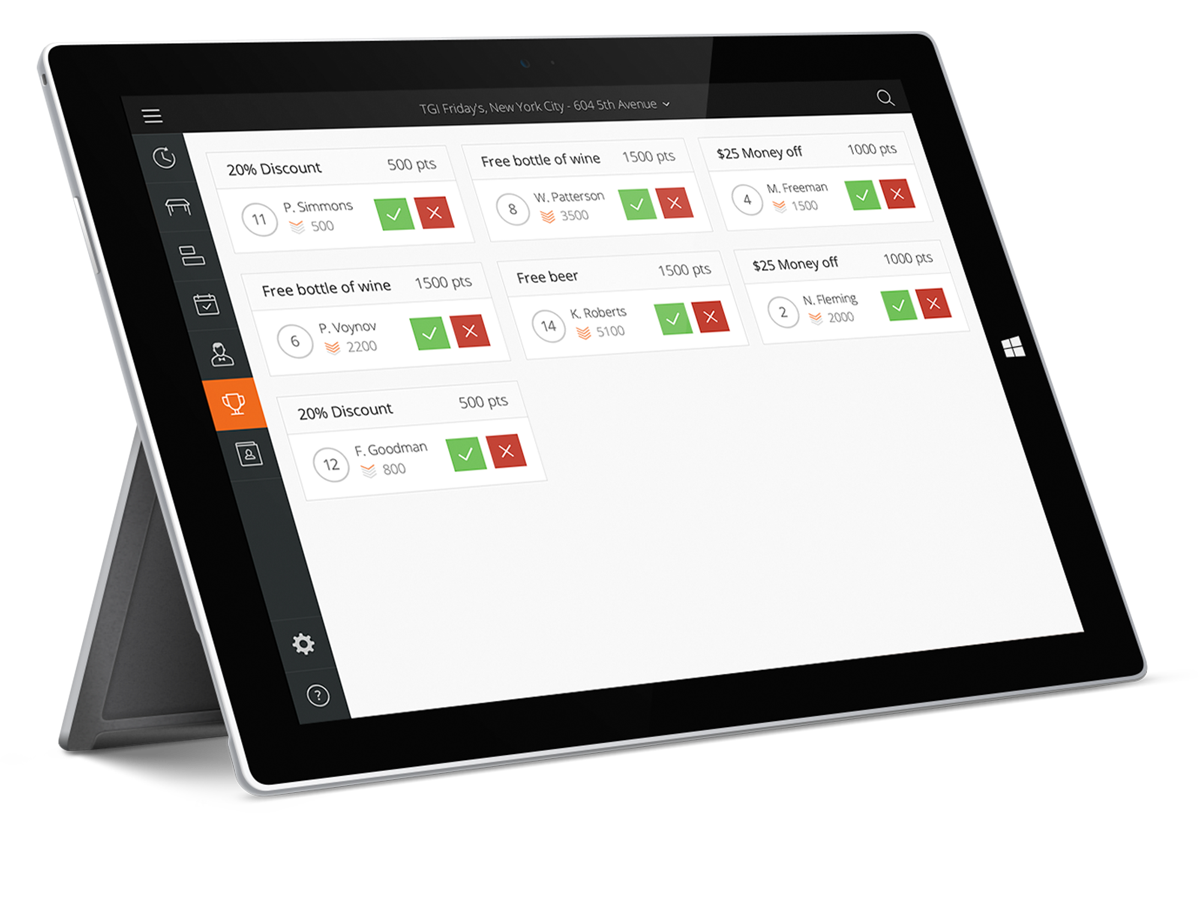 TGI Friday's, New York City - 604 5th Avenue
20% Discount 500 pts
11 P. Simmons
500
Free bottle of wine 1500 pts
8 W. Patterson
3500
$25 Money off 1000 pts
4 M. Freeman
1500
Free bottle of wine 1500 pts
6 P. Voynov
2200
Free beer 1500 pts
14 K. Roberts
5100
$25 Money off 1000 pts
2 N. Fleming
2000
20% Discount 500 pts
12 F. Goodman
800
?